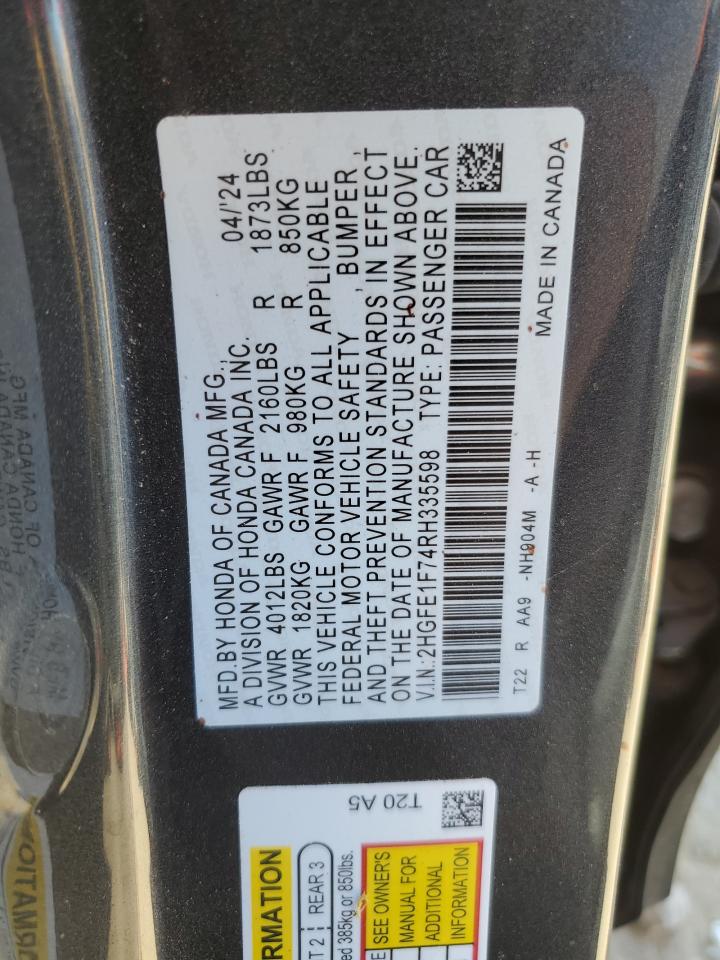 MFD.BY HONDA OF CANADA MFG.,
04/'24
A DIVISION OF HONDA CANADA INC.
GVWR 4012LBS GAWR F 2160LBS R 1873LBS
GVWR 1820KG GAWR F 980KG R 850KG
THIS VEHICLE CONFORMS TO ALL APPLICABLE
FEDERAL MOTOR VEHICLE SAFETY , BUMPER ,
AND THEFT PREVENTION STANDARDS IN EFFECT
ON THE DATE OF MANUFACTURE SHOWN ABOVE.
V.I.N.:2HGFE1F74RH335598 TYPE: PASSENGER CAR
T22 R AA9 -NH904M -A -H
MADE IN CANADA
T20 A5
REAR 3
385kg or 850lbs.
SEE OWNER'S
MANUAL FOR
ADDITIONAL
INFORMATION